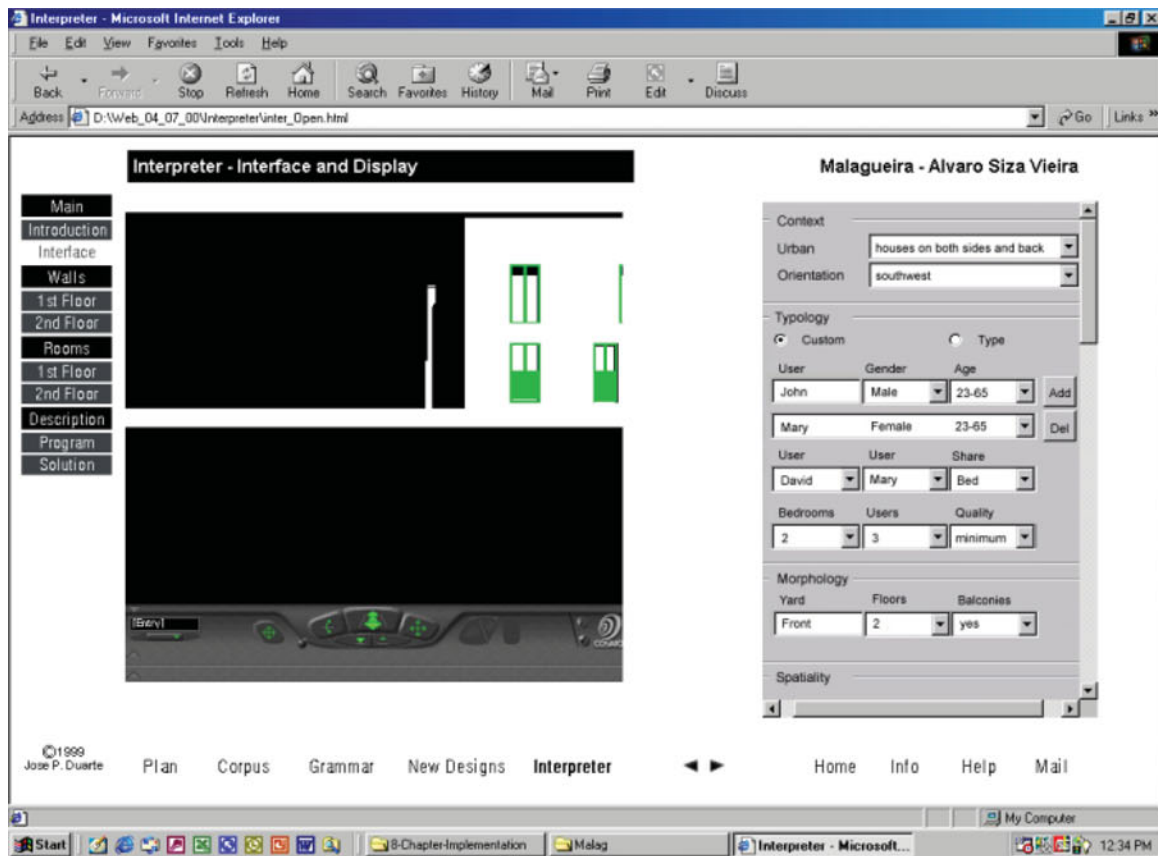 Interpreter - Microsoft Internet Explorer
File Edit View Favorites Tools Help
Back Forward Stop Refresh Home Search Favorites History Mail Print Edit Discuss
Address D:\Web_04_07_00\Interpreter\inter_Open.html Go Links »
Interpreter - Interface and Display
Malagueira - Alvaro Siza Vieira
Main
Introduction
Interface
Walls
1st Floor
2nd Floor
Rooms
1st Floor
2nd Floor
Description
Program
Solution
Context
Urban houses on both sides and back
Orientation southwest
Typology
Custom Type
User Gender Age
John Male 23-65 Add
Mary Female 23-65 Del
User User Share
David Mary Bed
Bedrooms Users Quality
2 3 minimum
Morphology
Yard Floors Balconies
Front 2 yes
Spatiality
[Entry]
©1999
Jose P. Duarte
Plan Corpus Grammar New Designs Interpreter Home Info Help Mail
My Computer
Start 8-Chapter-Implementation Malag Interpreter - Microsoft... 12:34 PM